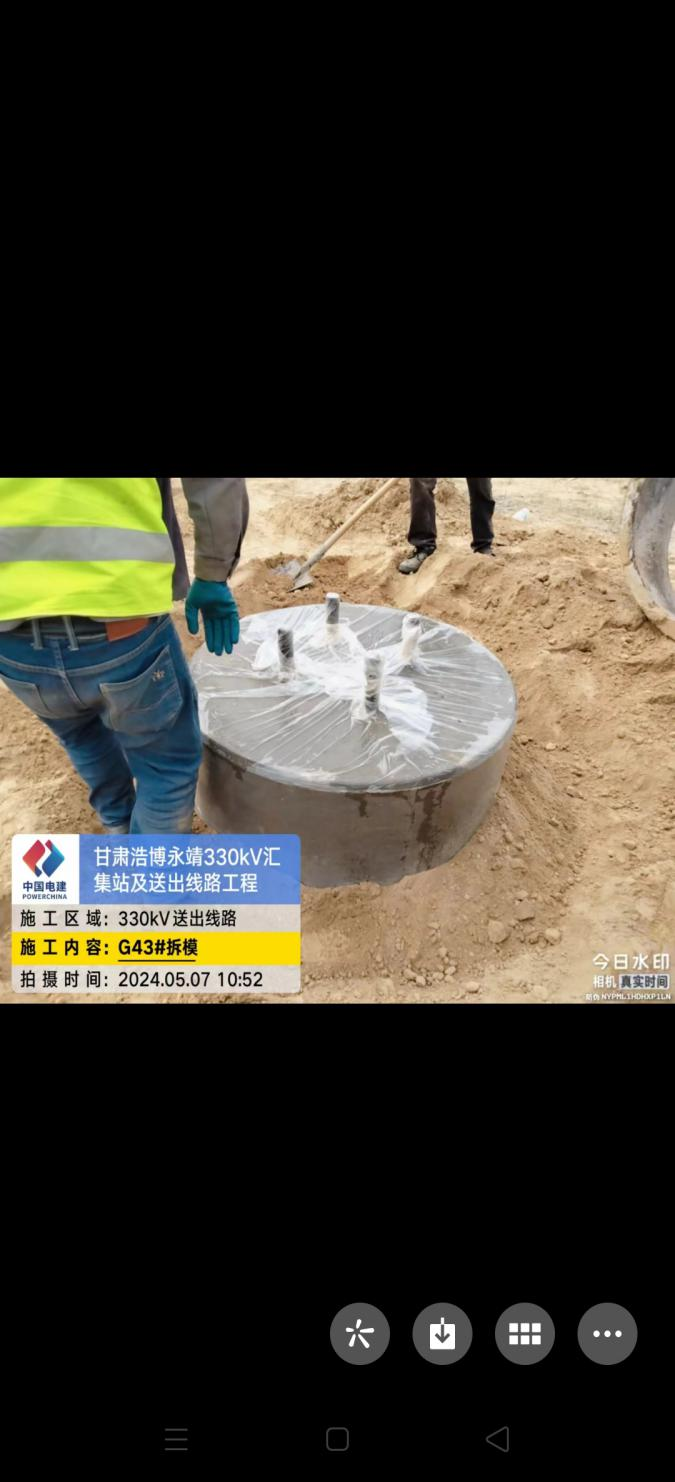 甘肃浩博永靖330kV汇
集站及送出线路工程
中国电建
POWERCHINA
施工区域：330kV送出线路
施工内容：G43#拆模
拍摄时间：2024.05.07 10:52
今日水印
相机 真实时间
防伪 NYPML1HDHXP1LN